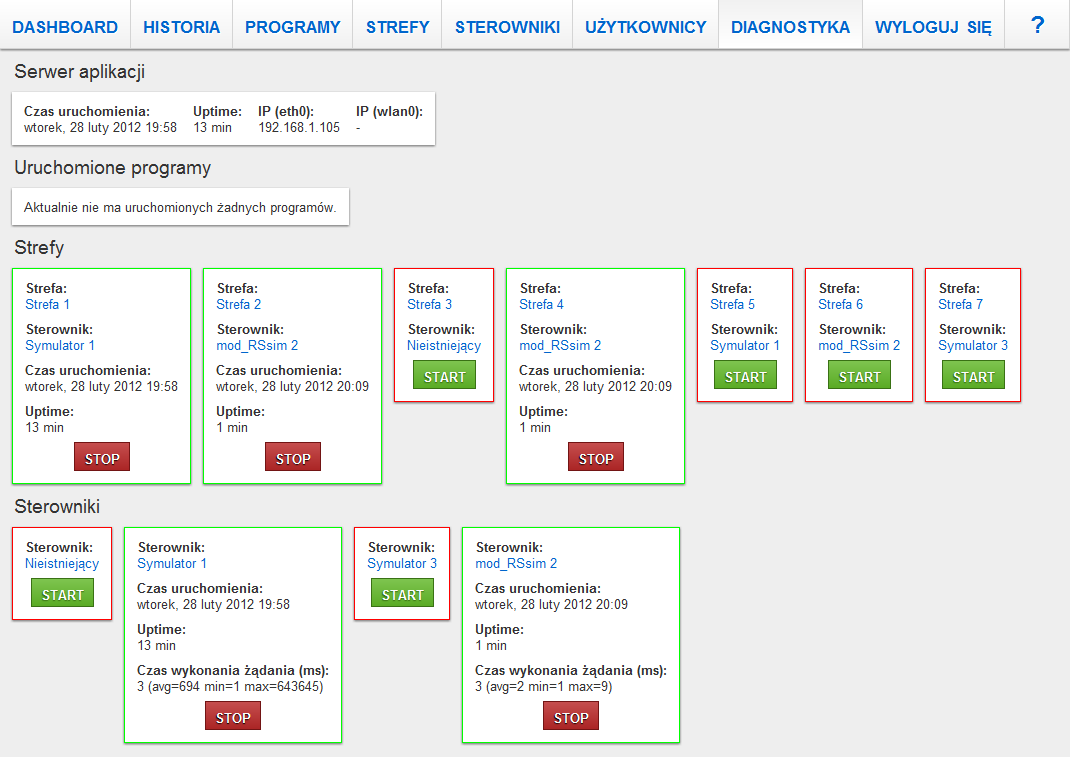 DASHBOARD HISTORIA PROGRAMY STREFY STEROWNIKI UŻYTKOWNICY DIAGNOSTYKA WYLOGUJ SIĘ ?
Serwer aplikacji
Czas uruchomienia: Uptime: IP (eth0): IP (wlan0):
wtorek, 28 luty 2012 19:58 13 min 192.168.1.105 -
Uruchomione programy
Aktualnie nie ma uruchomionych żadnych programów.
Strefy
Strefa:
Strefa 1
Sterownik:
Symulator 1
Czas uruchomienia:
wtorek, 28 luty 2012 19:58
Uptime:
13 min
STOP
Strefa:
Strefa 2
Sterownik:
mod_RSsim 2
Czas uruchomienia:
wtorek, 28 luty 2012 20:09
Uptime:
1 min
STOP
Strefa:
Strefa 3
Sterownik:
Nieistniejący
START
Strefa:
Strefa 4
Sterownik:
mod_RSsim 2
Czas uruchomienia:
wtorek, 28 luty 2012 20:09
Uptime:
1 min
STOP
Strefa:
Strefa 5
Sterownik:
Symulator 1
START
Strefa:
Strefa 6
Sterownik:
mod_RSsim 2
START
Strefa:
Strefa 7
Sterownik:
Symulator 3
START
Sterowniki
Sterownik:
Nieistniejący
START
Sterownik:
Symulator 1
Czas uruchomienia:
wtorek, 28 luty 2012 19:58
Uptime:
13 min
Czas wykonania żądania (ms):
3 (avg=694 min=1 max=643645)
STOP
Sterownik:
Symulator 3
START
Sterownik:
mod_RSsim 2
Czas uruchomienia:
wtorek, 28 luty 2012 20:09
Uptime:
1 min
Czas wykonania żądania (ms):
3 (avg=2 min=1 max=9)
STOP